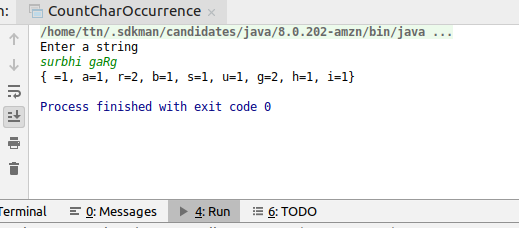 n: CountCharOccurrence ×
/home/ttn/.sdkman/candidates/java/8.0.202-amzn/bin/java ...
Enter a string
surbhi gaRg
{ =1, a=1, r=2, b=1, s=1, u=1, g=2, h=1, i=1}
Process finished with exit code 0
Terminal 0: Messages 4: Run 6: TODO